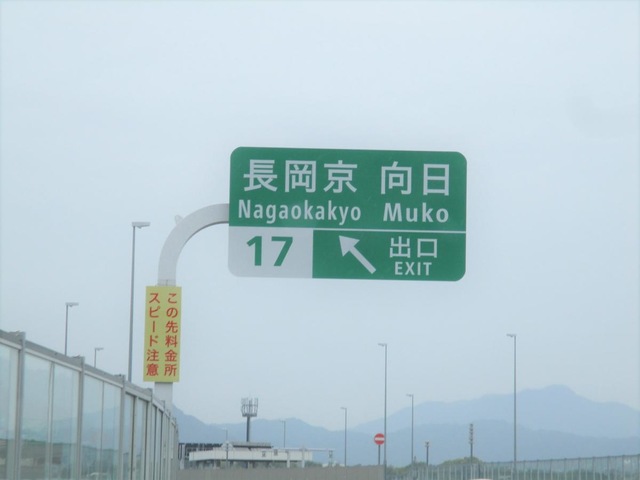 長岡京 向日
Nagaokakyo Muko
17
出口
EXIT
この先料金所
スピード注意